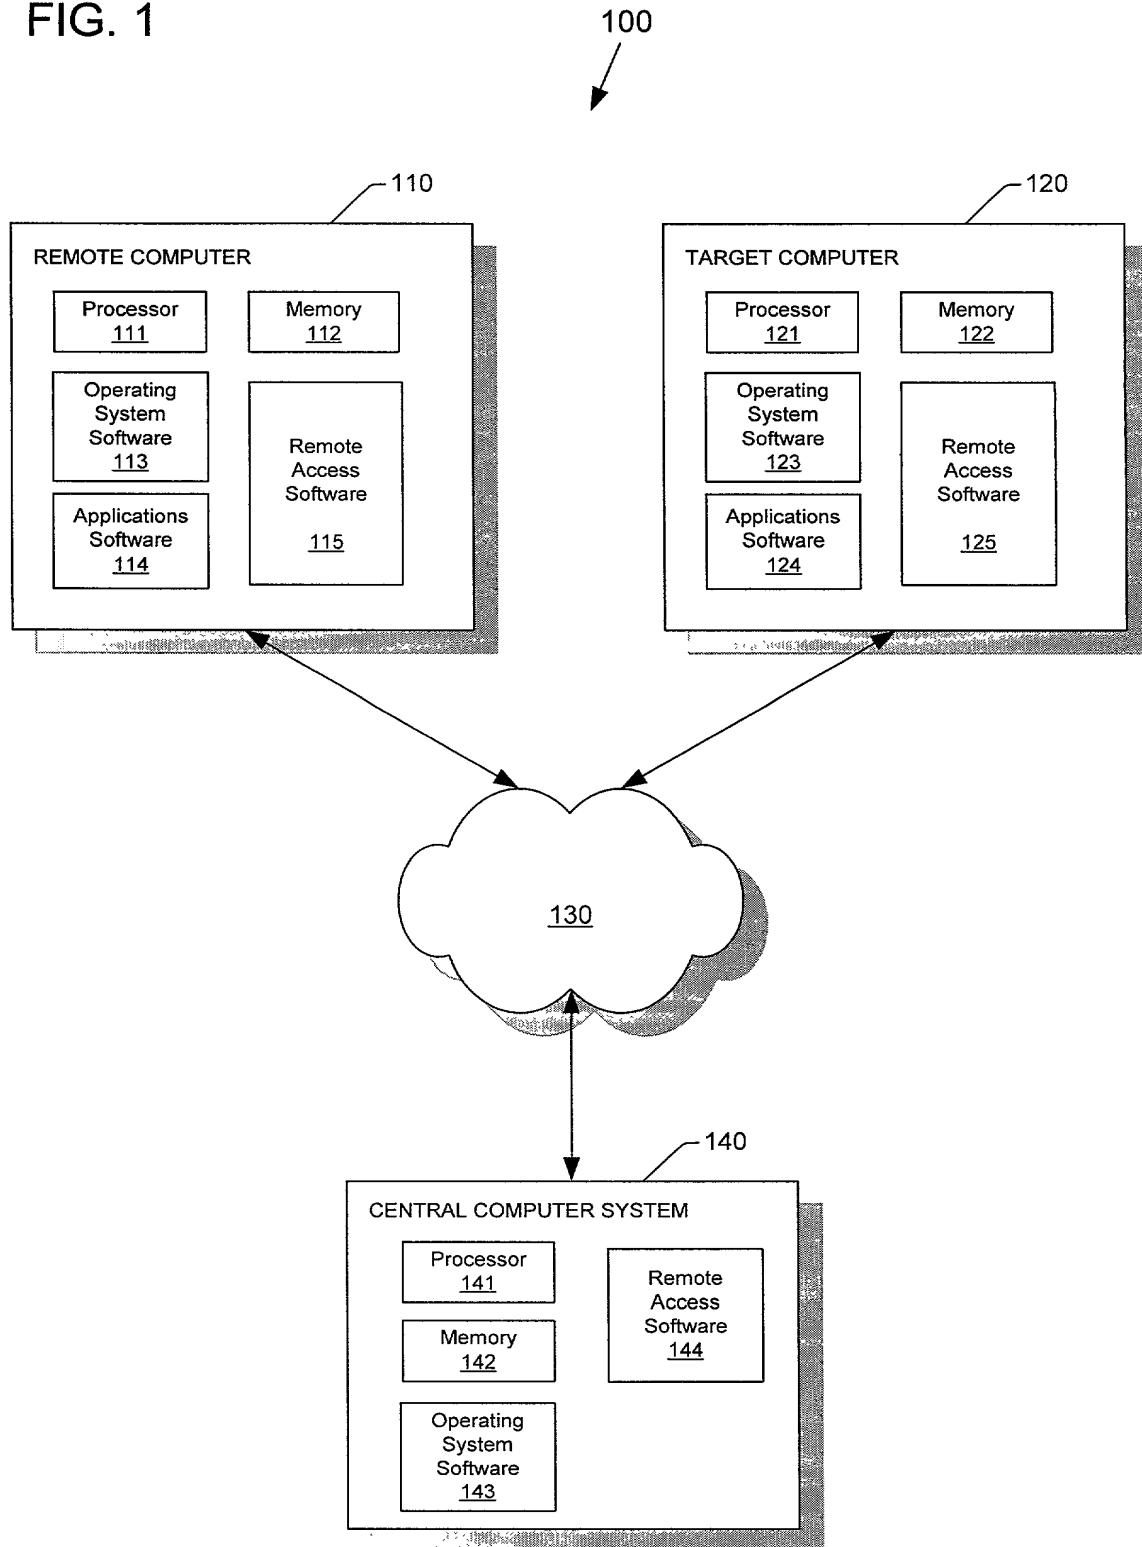 FIG. 1
100
110
REMOTE COMPUTER
Processor
111
Memory
112
Operating
System
Software
113
Remote
Access
Software
115
Applications
Software
114
120
TARGET COMPUTER
Processor
121
Memory
122
Operating
System
Software
123
Remote
Access
Software
125
Applications
Software
124
130
140
CENTRAL COMPUTER SYSTEM
Processor
141
Remote
Access
Software
144
Memory
142
Operating
System
Software
143